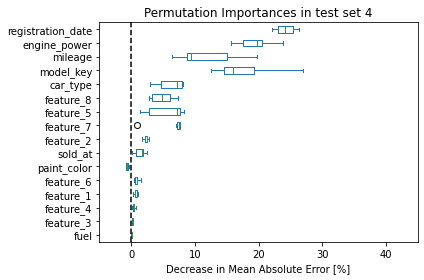 Permutation Importances in test set 4
registration_date
engine_power
mileage
model_key
car_type
feature_8
feature_5
feature_7
feature_2
sold_at
paint_color
feature_6
feature_1
feature_4
feature_3
fuel
0 10 20 30 40
Decrease in Mean Absolute Error [%]